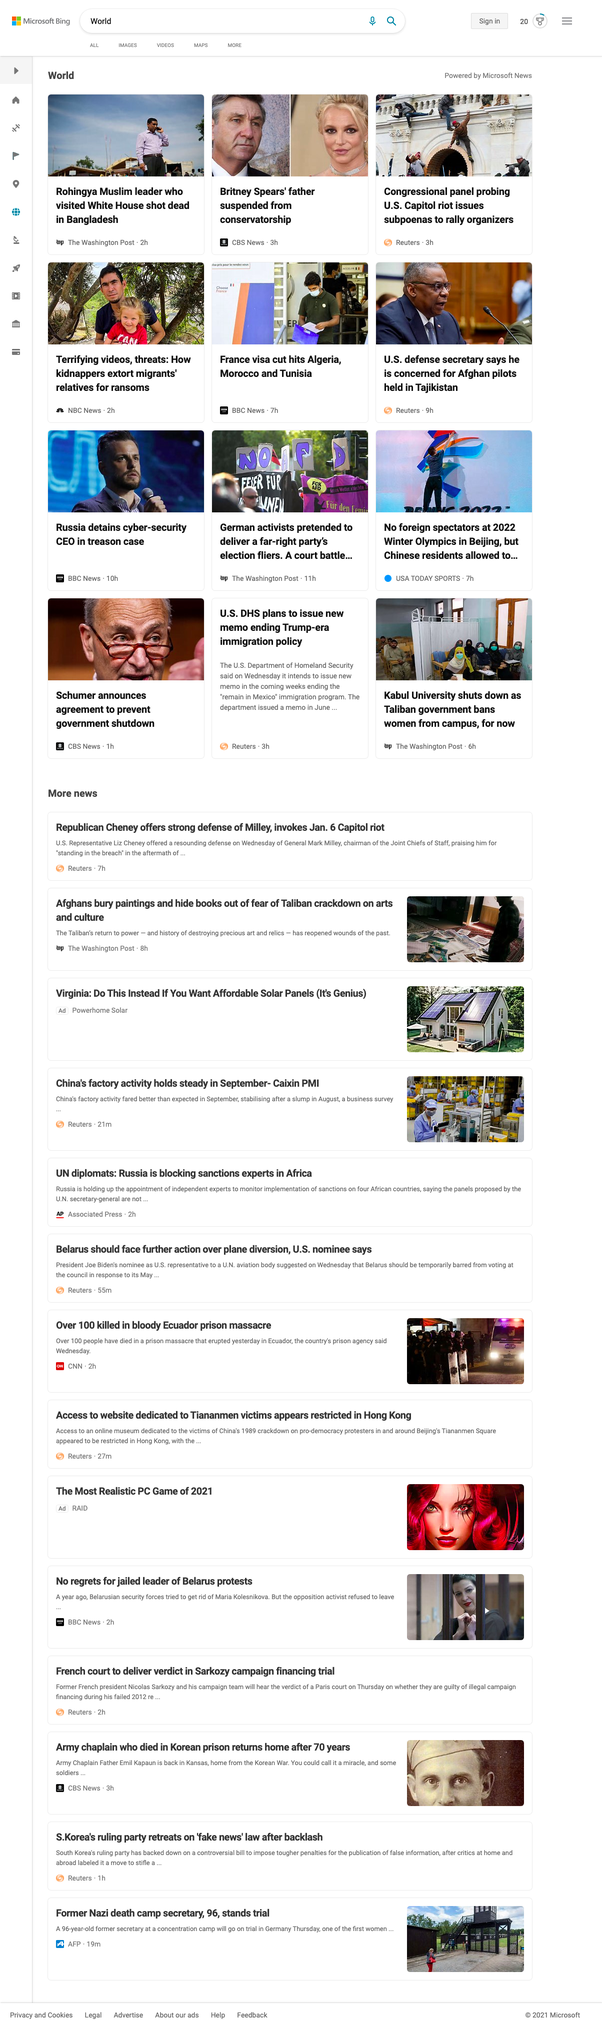 Microsoft Bing
World
Sign in
20
ALL IMAGES VIDEOS MAPS MORE
World
Powered by Microsoft News
Rohingya Muslim leader who
visited White House shot dead
in Bangladesh
The Washington Post · 2h
Britney Spears' father
suspended from
conservatorship
CBS News · 3h
Congressional panel probing
U.S. Capitol riot issues
subpoenas to rally organizers
Reuters · 3h
Terrifying videos, threats: How
kidnappers extort migrants'
relatives for ransoms
NBC News · 2h
France visa cut hits Algeria,
Morocco and Tunisia
BBC News · 7h
U.S. defense secretary says he
is concerned for Afghan pilots
held in Tajikistan
Reuters · 9h
Russia detains cyber-security
CEO in treason case
BBC News · 10h
German activists pretended to
deliver a far-right party's
election fliers. A court battle...
The Washington Post · 11h
No foreign spectators at 2022
Winter Olympics in Beijing, but
Chinese residents allowed to...
USA TODAY SPORTS · 7h
Schumer announces
agreement to prevent
government shutdown
CBS News · 1h
U.S. DHS plans to issue new
memo ending Trump-era
immigration policy
The U.S. Department of Homeland Security
said on Wednesday it intends to issue new
memo in the coming weeks ending the
"remain in Mexico" immigration program. The
department issued a memo in June ...
Reuters · 3h
Kabul University shuts down as
Taliban government bans
women from campus, for now
The Washington Post · 6h
More news
Republican Cheney offers strong defense of Milley, invokes Jan. 6 Capitol riot
U.S. Representative Liz Cheney offered a resounding defense on Wednesday of General Mark Milley, chairman of the Joint Chiefs of Staff, praising him for
"standing in the breach" in the aftermath of ...
Reuters · 7h
Afghans bury paintings and hide books out of fear of Taliban crackdown on arts
and culture
The Taliban's return to power — and history of destroying precious art and relics — has reopened wounds of the past.
The Washington Post · 8h
Virginia: Do This Instead If You Want Affordable Solar Panels (It's Genius)
Ad Powerhome Solar
China's factory activity holds steady in September- Caixin PMI
China's factory activity fared better than expected in September, stabilising after a slump in August, a business survey
...
Reuters · 21m
UN diplomats: Russia is blocking sanctions experts in Africa
Russia is holding up the appointment of independent experts to monitor implementation of sanctions on four African countries, saying the panels proposed by the
U.N. secretary-general are not ...
Associated Press · 2h
Belarus should face further action over plane diversion, U.S. nominee says
President Joe Biden's nominee as U.S. representative to a U.N. aviation body suggested on Wednesday that Belarus should be temporarily barred from voting at
the council in response to its May ...
Reuters · 55m
Over 100 killed in bloody Ecuador prison massacre
Over 100 people have died in a prison massacre that erupted yesterday in Ecuador, the country's prison agency said
Wednesday.
CNN · 2h
Access to website dedicated to Tiananmen victims appears restricted in Hong Kong
Access to an online museum dedicated to the victims of China's 1989 crackdown on pro-democracy protesters in and around Beijing's Tiananmen Square
appeared to be restricted in Hong Kong, with the ...
Reuters · 27m
The Most Realistic PC Game of 2021
Ad RAID
No regrets for jailed leader of Belarus protests
A year ago, Belarusian security forces tried to get rid of Maria Kolesnikova. But the opposition activist refused to leave
...
BBC News · 2h
French court to deliver verdict in Sarkozy campaign financing trial
Former French president Nicolas Sarkozy and his campaign team will hear the verdict of a Paris court on Thursday on whether they are guilty of illegal campaign
financing during his failed 2012 re ...
Reuters · 2h
Army chaplain who died in Korean prison returns home after 70 years
Army Chaplain Father Emil Kapaun is back in Kansas, home from the Korean War. You could call it a miracle, and some
soldiers ...
CBS News · 3h
S.Korea's ruling party retreats on 'fake news' law after backlash
South Korea's ruling party has backed down on a controversial bill to impose tougher penalties for the publication of false information, after critics at home and
abroad labeled it a move to stifle a ...
Reuters · 1h
Former Nazi death camp secretary, 96, stands trial
A 96-year-old former secretary at a concentration camp will go on trial in Germany Thursday, one of the first women ...
AFP · 19m
Privacy and Cookies Legal Advertise About our ads Help Feedback
© 2021 Microsoft